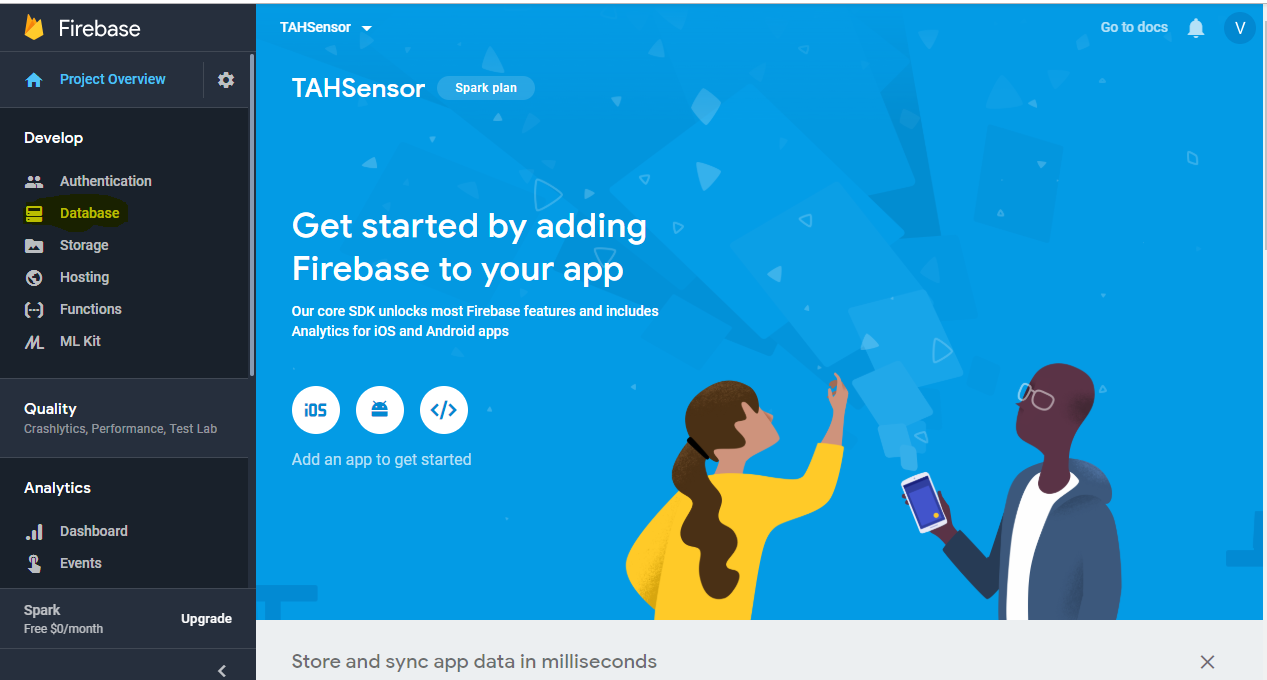 Firebase
Project Overview
Develop
Authentication
Database
Storage
Hosting
Functions
ML Kit
Quality
Crashlytics, Performance, Test Lab
Analytics
Dashboard
Events
Spark
Free $0/month
Upgrade
TAHSensor
Go to docs
V
TAHSensor
Spark plan
Get started by adding
Firebase to your app
Our core SDK unlocks most Firebase features and includes
Analytics for iOS and Android apps
iOS
</>
Add an app to get started
Store and sync app data in milliseconds